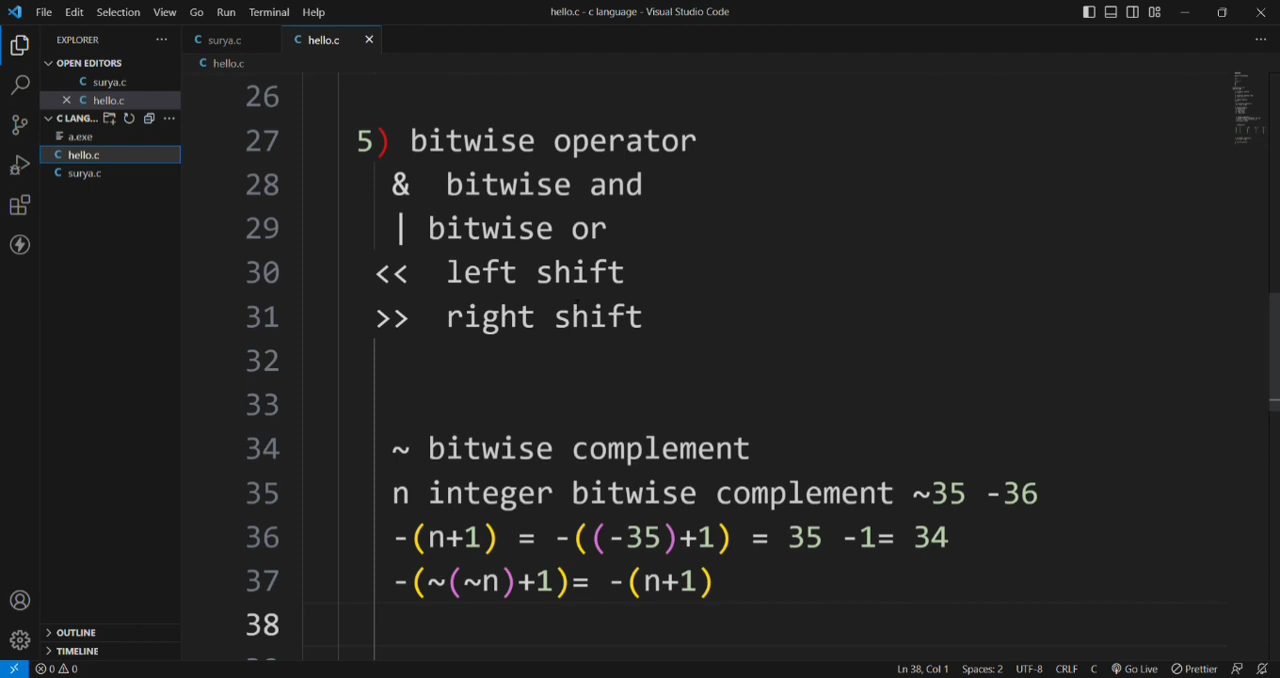 File Edit Selection View Go Run Terminal Help
hello.c - c language - Visual Studio Code
EXPLORER
OPEN EDITORS
surya.c
hello.c
C LANG...
a.exe
hello.c
surya.c
OUTLINE
TIMELINE
surya.c hello.c
hello.c
26
27 5) bitwise operator
28 & bitwise and
29 | bitwise or
30 << left shift
31 >> right shift
32
33
34 ~ bitwise complement
35 n integer bitwise complement ~35 -36
36 -(n+1) = -((-35)+1) = 35 -1= 34
37 -(~(~n)+1)= -(n+1)
38
0 0 Ln 38, Col 1 Spaces: 2 UTF-8 CRLF C Go Live Prettier